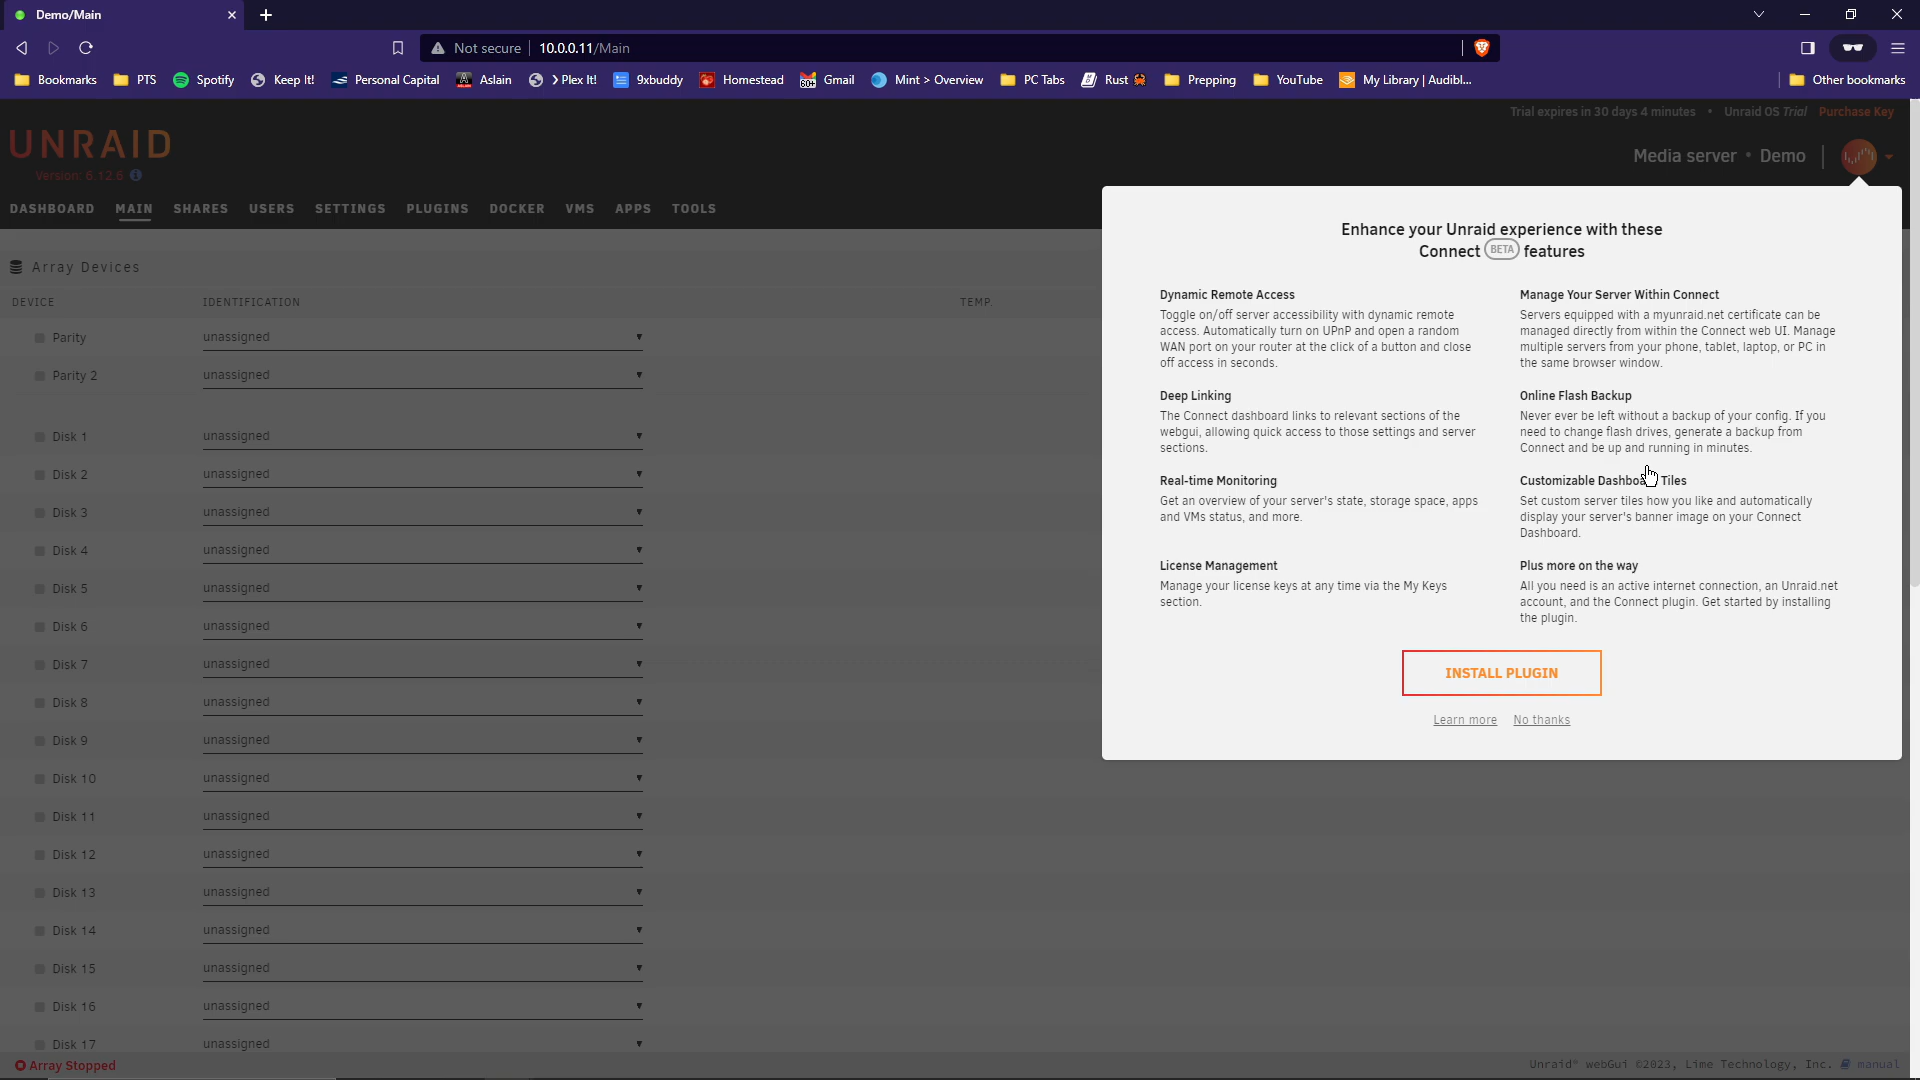 Demo/Main
Not secure 10.0.0.11/Main
Bookmarks PTS Spotify Keep It! Personal Capital Aslain > Plex It! 9xbuddy Homestead Gmail Mint > Overview PC Tabs Rust 🦀 Prepping YouTube My Library | Audibl... Other bookmarks
Trial expires in 30 days 4 minutes • Unraid OS Trial Purchase Key
UNRAID
Version: 6.12.6
Media server • Demo
DASHBOARD MAIN SHARES USERS SETTINGS PLUGINS DOCKER VMS APPS TOOLS
Array Devices
DEVICE IDENTIFICATION TEMP.
Parity unassigned
Parity 2 unassigned
Disk 1 unassigned
Disk 2 unassigned
Disk 3 unassigned
Disk 4 unassigned
Disk 5 unassigned
Disk 6 unassigned
Disk 7 unassigned
Disk 8 unassigned
Disk 9 unassigned
Disk 10 unassigned
Disk 11 unassigned
Disk 12 unassigned
Disk 13 unassigned
Disk 14 unassigned
Disk 15 unassigned
Disk 16 unassigned
Disk 17 unassigned
Enhance your Unraid experience with these
Connect BETA features
Dynamic Remote Access
Toggle on/off server accessibility with dynamic remote
access. Automatically turn on UPnP and open a random
WAN port on your router at the click of a button and close
off access in seconds.
Manage Your Server Within Connect
Servers equipped with a myunraid.net certificate can be
managed directly from within the Connect web UI. Manage
multiple servers from your phone, tablet, laptop, or PC in
the same browser window.
Deep Linking
The Connect dashboard links to relevant sections of the
webgui, allowing quick access to those settings and server
sections.
Online Flash Backup
Never ever be left without a backup of your config. If you
need to change flash drives, generate a backup from
Connect and be up and running in minutes.
Real-time Monitoring
Get an overview of your server's state, storage space, apps
and VMs status, and more.
Customizable Dashboard Tiles
Set custom server tiles how you like and automatically
display your server's banner image on your Connect
Dashboard.
License Management
Manage your license keys at any time via the My Keys
section.
Plus more on the way
All you need is an active internet connection, an Unraid.net
account, and the Connect plugin. Get started by installing
the plugin.
INSTALL PLUGIN
Learn more No thanks
Array Stopped
Unraid® webGui ©2023, Lime Technology, Inc. manual